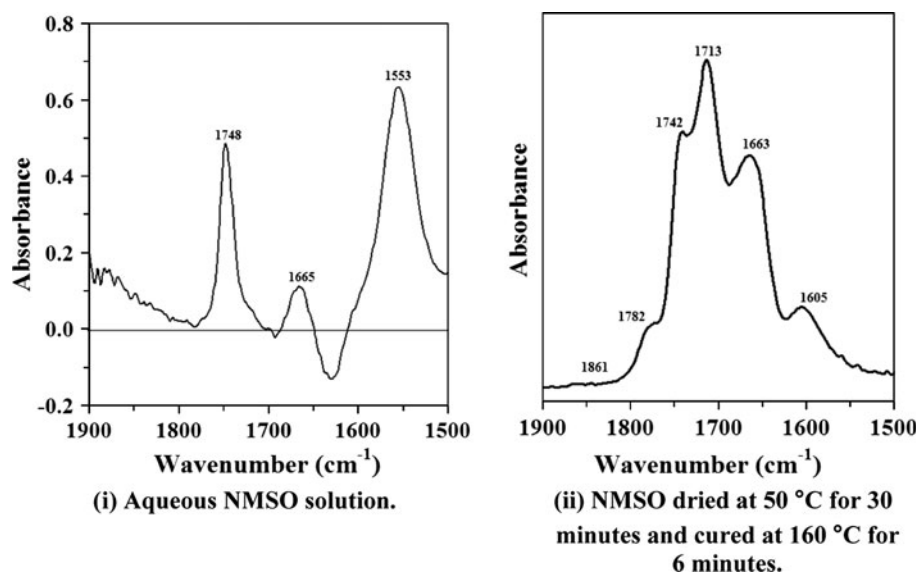 0.8
0.6
0.4
0.2
0.0
-0.2
Absorbance
1748
1665
1553
1900 1800 1700 1600 1500
Wavenumber (cm-1)
(i) Aqueous NMSO solution.
Absorbance
1861
1782
1742
1713
1663
1605
1900 1800 1700 1600 1500
Wavenumber (cm-1)
(ii) NMSO dried at 50 °C for 30
minutes and cured at 160 °C for
6 minutes.